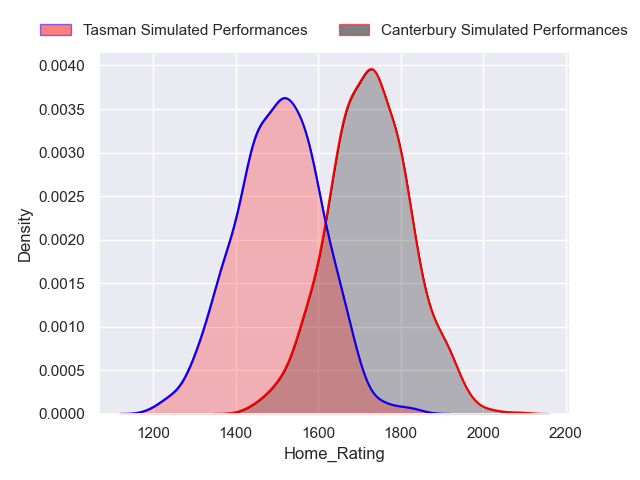 Tasman Simulated Performances
Canterbury Simulated Performances
0.0040
0.0035
0.0030
0.0025
0.0020
0.0015
0.0010
0.0005
0.0000
Density
1200 1400 1600 1800 2000 2200
Home_Rating